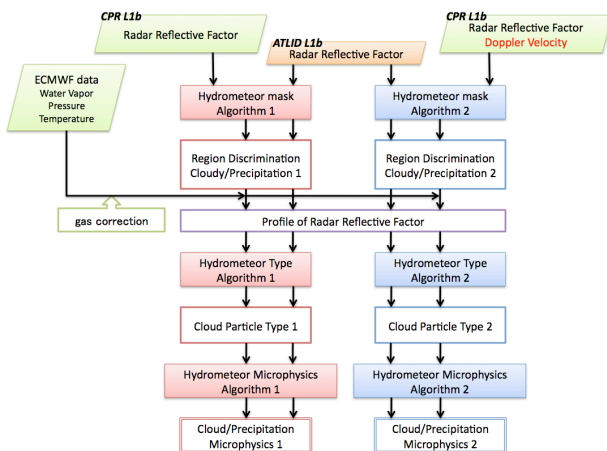 CPR L1b
Radar Reflective Factor
ATLID L1b
Radar Reflective Factor
CPR L1b
Radar Reflective Factor
Doppler Velocity
ECMWF data
Water Vapor
Pressure
Temperature
Hydrometeor mask
Algorithm 1
Hydrometeor mask
Algorithm 2
Region Discrimination
Cloudy/Precipitation 1
Region Discrimination
Cloudy/Precipitation 2
gas correction
Profile of Radar Reflective Factor
Hydrometeor Type
Algorithm 1
Hydrometeor Type
Algorithm 2
Cloud Particle Type 1
Cloud Particle Type 2
Hydrometeor Microphysics
Algorithm 1
Hydrometeor Microphysics
Algorithm 2
Cloud/Precipitation
Microphysics 1
Cloud/Precipitation
Microphysics 2